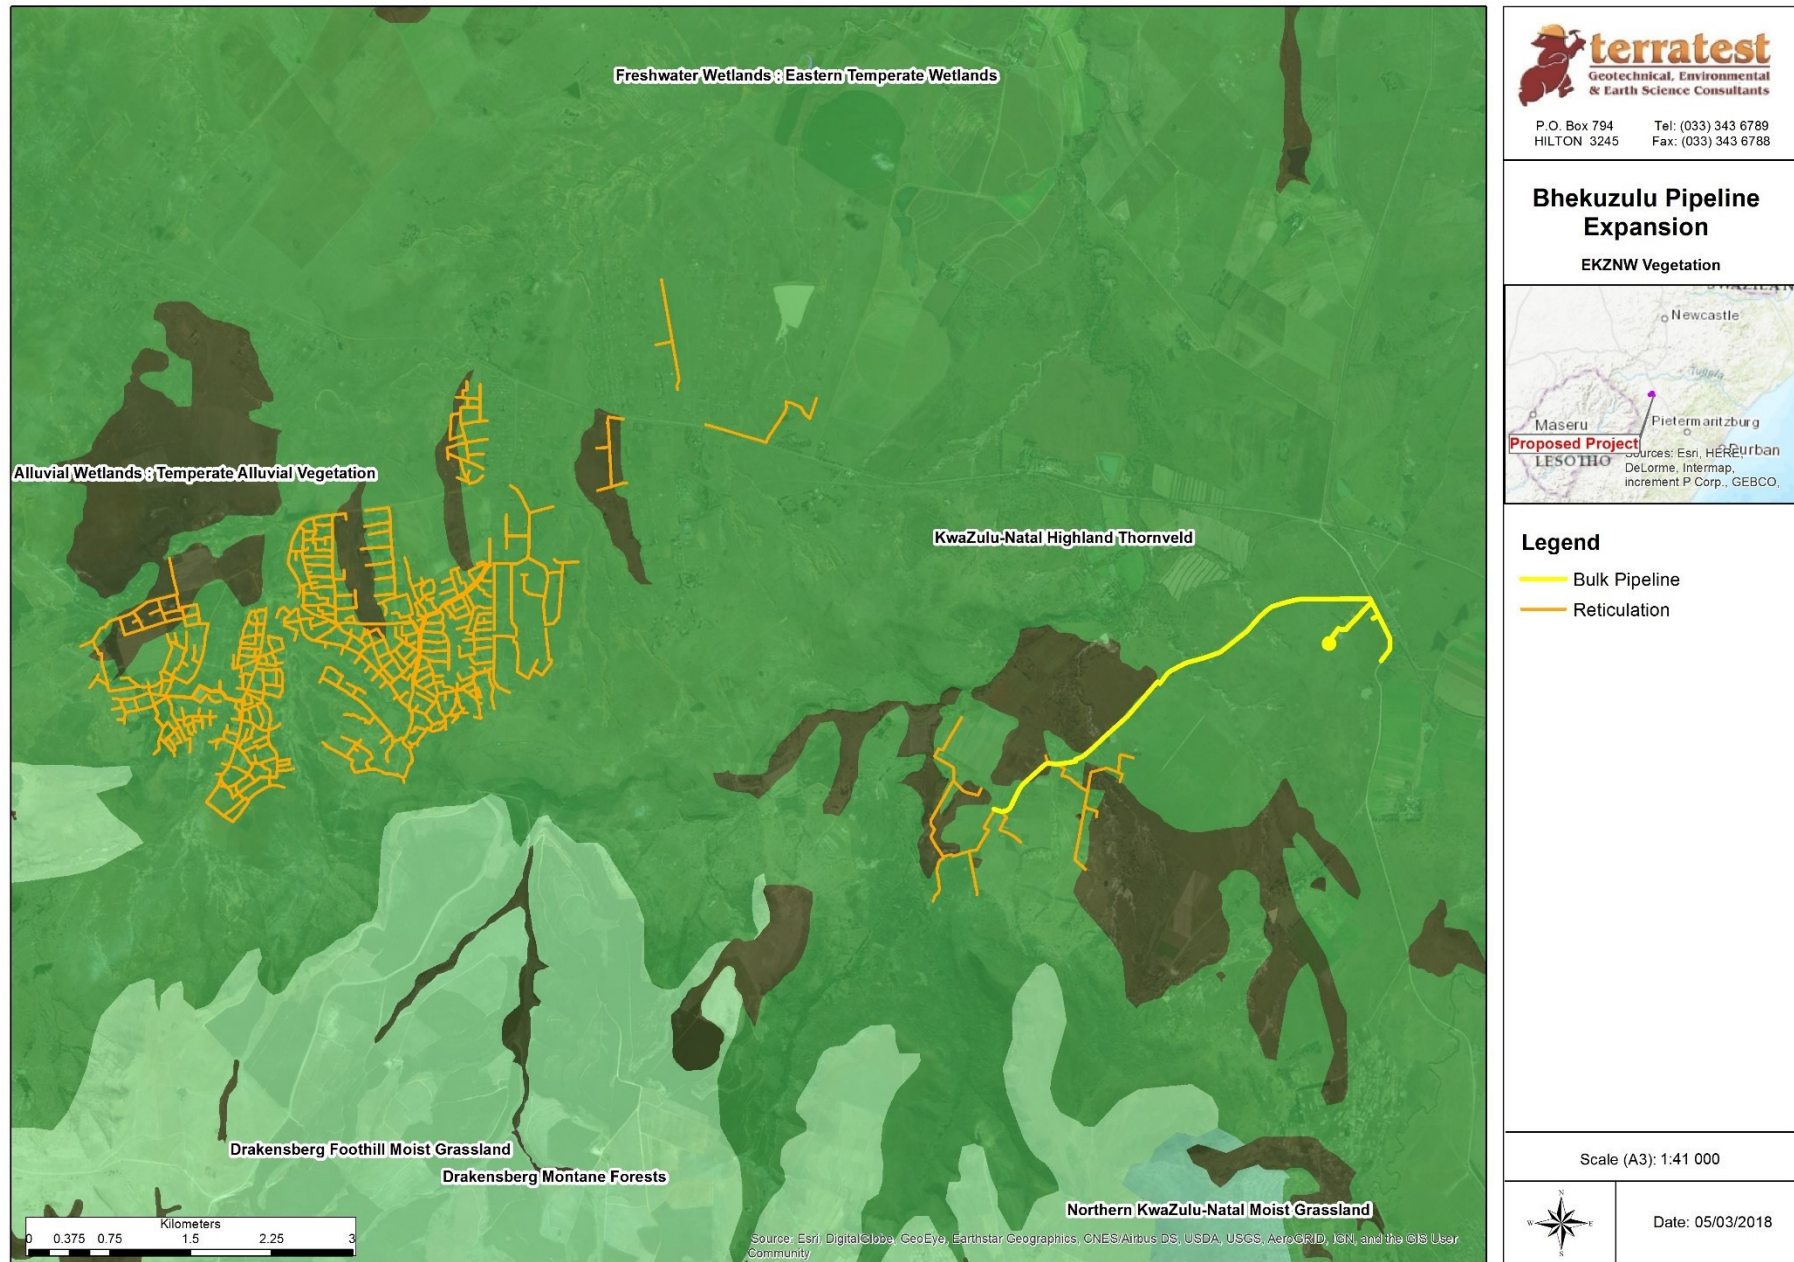 Freshwater Wetlands : Eastern Temperate Wetlands
Alluvial Wetlands : Temperate Alluvial Vegetation
KwaZulu-Natal Highland Thornveld
Drakensberg Foothill Moist Grassland
Drakensberg Montane Forests
Northern KwaZulu-Natal Moist Grassland
Kilometers
0 0.375 0.75 1.5 2.25 3
Source: Esri, DigitalGlobe, GeoEye, Earthstar Geographics, CNES/Airbus DS, USDA, USGS, AeroGRID, IGN, and the GIS User
Community
terratest
Geotechnical, Environmental
& Earth Science Consultants
P.O. Box 794 Tel: (033) 343 6789
HILTON 3245 Fax: (033) 343 6788
Bhekuzulu Pipeline
Expansion
EKZNW Vegetation
Newcastle
Tugela
Maseru
Pietermaritzburg
Proposed Project
Durban
LESOTHO
Sources: Esri, HERE,
DeLorme, Intermap,
increment P Corp., GEBCO,
Legend
Bulk Pipeline
Reticulation
Scale (A3): 1:41 000
N
W E
S
Date: 05/03/2018